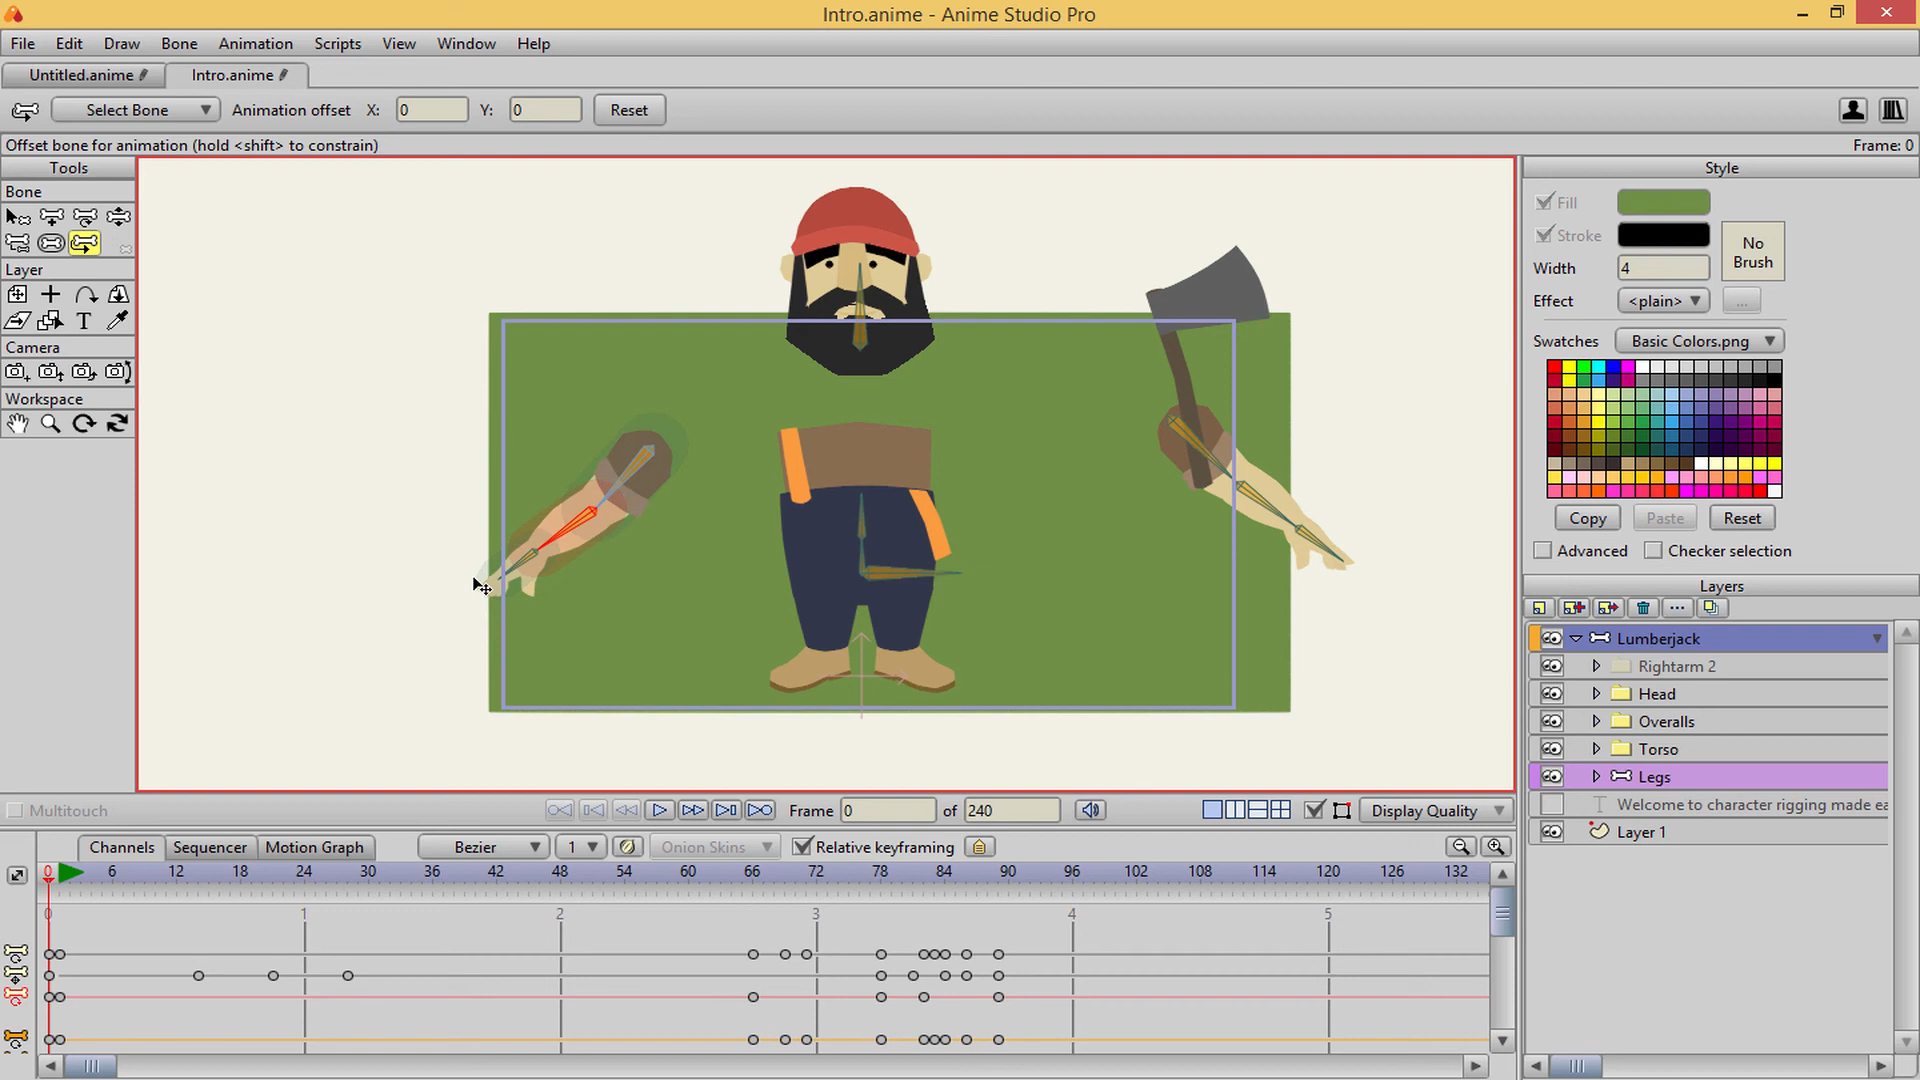 Intro.anime - Anime Studio Pro
File Edit Draw Bone Animation Scripts View Window Help
Untitled.anime Intro.anime
Select Bone Animation offset X: 0 Y: 0 Reset
Offset bone for animation (hold <shift> to constrain) Frame: 0
Tools
Bone
Layer
T
Camera
Workspace
Style
Fill
Stroke
No Brush
Width 4
Effect <plain> ...
Swatches Basic Colors.png
Copy Paste Reset
Advanced Checker selection
Layers
Lumberjack
Rightarm 2
Head
Overalls
Torso
Legs
T Welcome to character rigging made ea
Layer 1
Multitouch Frame 0 of 240 Display Quality
Channels Sequencer Motion Graph Bezier 1 Onion Skins Relative keyframing
0 6 12 18 24 30 36 42 48 54 60 66 72 78 84 90 96 102 108 114 120 126 132
0 1 2 3 4 5